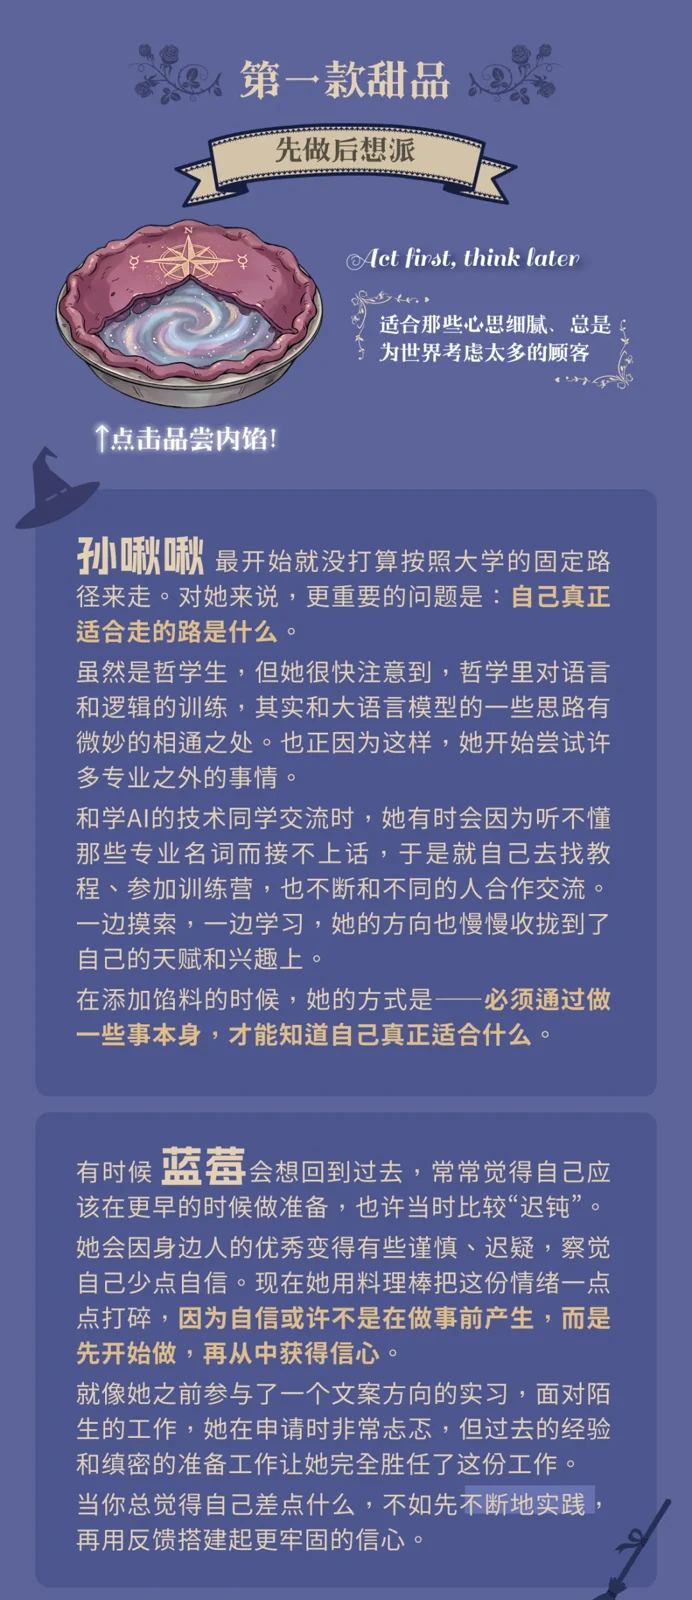 第一款甜品
先做后想派
N
Act first, think later
适合那些心思细腻、总是
为世界考虑太多的顾客
↑点击品尝内馅!
孙啾啾 最开始就没打算按照大学的固定路
径来走。对她来说，更重要的问题是：自己真正
适合走的路是什么。
虽然是哲学生，但她很快注意到，哲学里对语言
和逻辑的训练，其实和大语言模型的一些思路有
微妙的相通之处。也正因为这样，她开始尝试许
多专业之外的事情。
和学AI的技术同学交流时，她有时会因为听不懂
那些专业名词而接不上话，于是就自己去找教
程、参加训练营，也不断和不同的人合作交流。
一边摸索，一边学习，她的方向也慢慢收拢到了
自己的天赋和兴趣上。
在添加馅料的时候，她的方式是——必须通过做
一些事本身，才能知道自己真正适合什么。
有时候 蓝莓会想回到过去，常常觉得自己应
该在更早的时候做准备，也许当时比较“迟钝”。
她会因身边人的优秀变得有些谨慎、迟疑，察觉
自己少点自信。现在她用料理棒把这份情绪一点
点打碎，因为自信或许不是在做事前产生，而是
先开始做，再从中获得信心。
就像她之前参与了一个文案方向的实习，面对陌
生的工作，她在申请时非常忐忑，但过去的经验
和缜密的准备工作让她完全胜任了这份工作。
当你总觉得自己差点什么，不如先不断地实践，
再用反馈搭建起更牢固的信心。